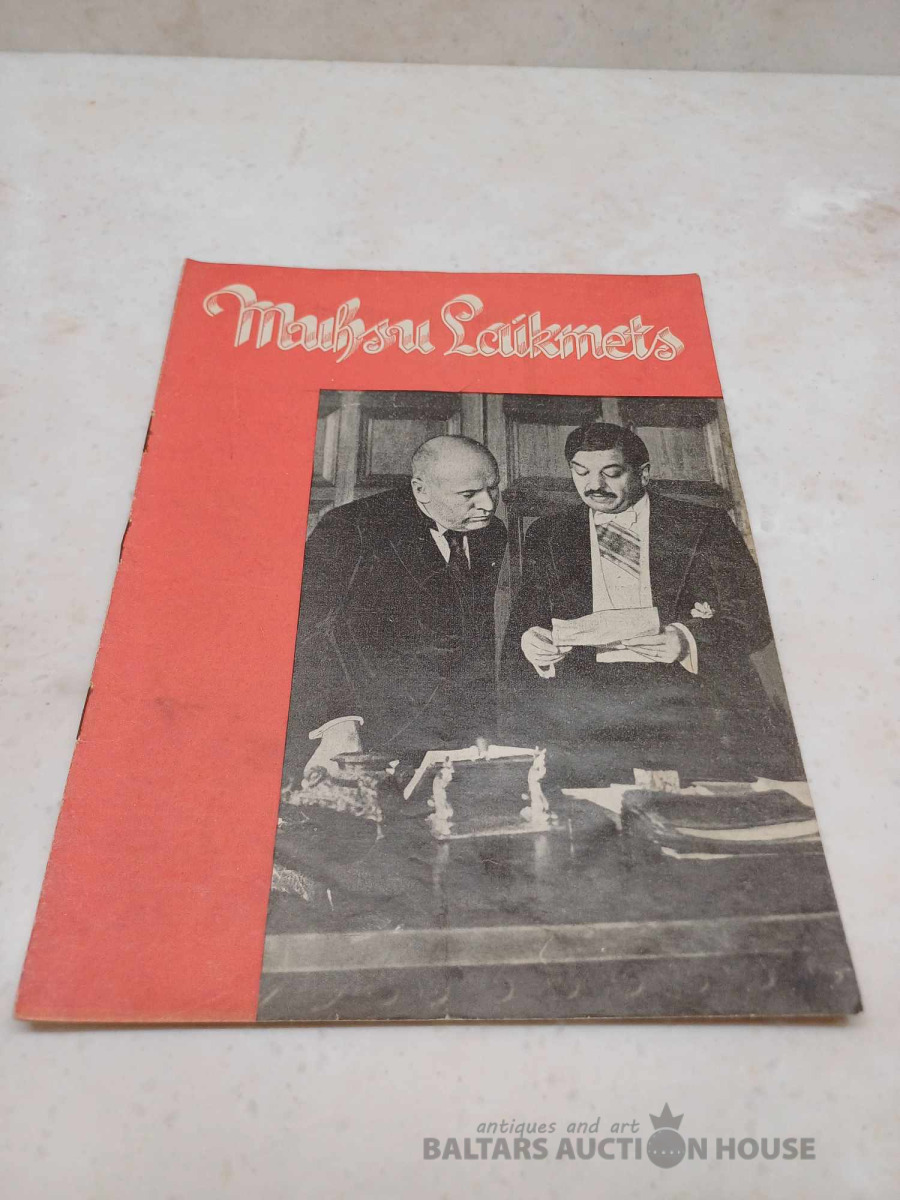 Muhsu Laikmets
antiques and art
BALTARS AUCTION HOUSE